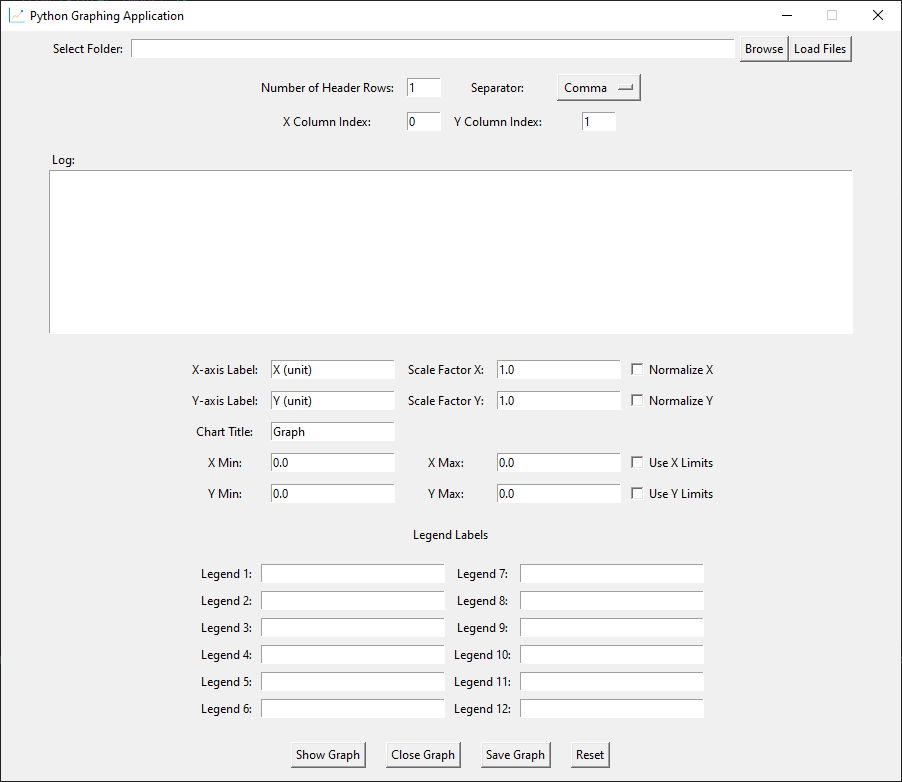 Python Graphing Application
Select Folder: Browse Load Files
Number of Header Rows: 1 Separator: Comma
X Column Index: 0 Y Column Index: 1
Log:
X-axis Label: X (unit) Scale Factor X: 1.0 Normalize X
Y-axis Label: Y (unit) Scale Factor Y: 1.0 Normalize Y
Chart Title: Graph
X Min: 0.0 X Max: 0.0 Use X Limits
Y Min: 0.0 Y Max: 0.0 Use Y Limits
Legend Labels
Legend 1: Legend 7:
Legend 2: Legend 8:
Legend 3: Legend 9:
Legend 4: Legend 10:
Legend 5: Legend 11:
Legend 6: Legend 12:
Show Graph Close Graph Save Graph Reset